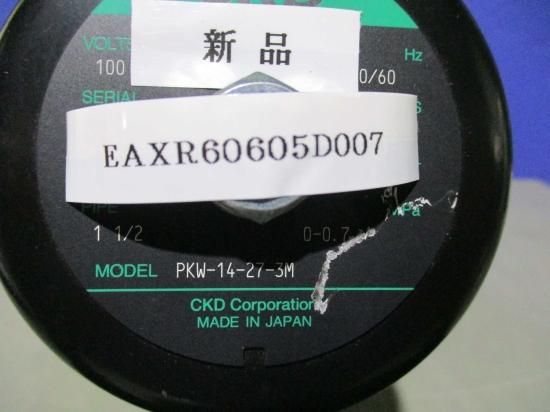 新品
VOLTS
Hz
100
0/60
SERIAL
EAXR60605D007
PIPE
1 1/2
0-0.7
MPa
MODEL PKW-14-27-3M
CKD Corporation
MADE IN JAPAN